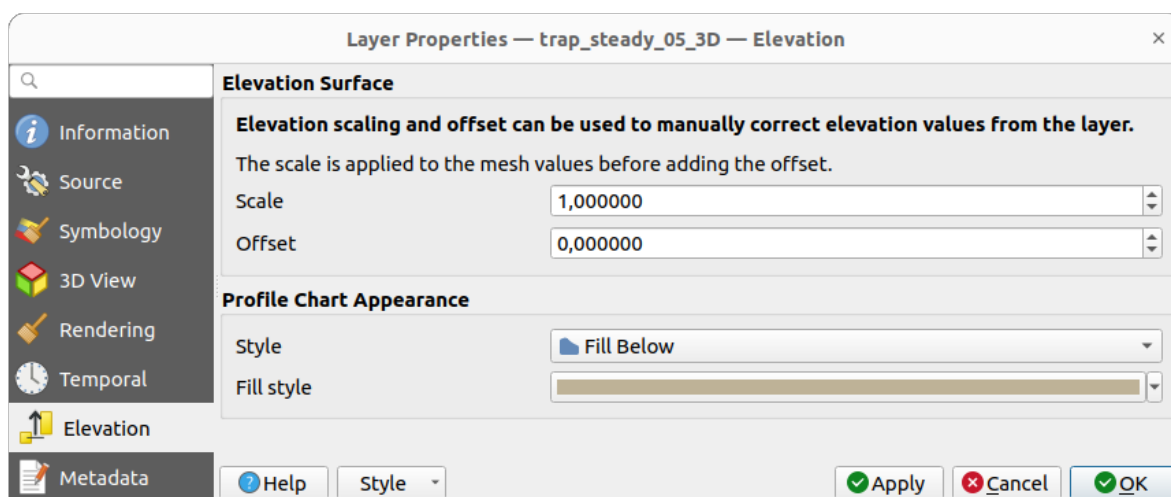 Layer Properties — trap_steady_05_3D — Elevation
Information
Source
Symbology
3D View
Rendering
Temporal
Elevation
Metadata
Elevation Surface
Elevation scaling and offset can be used to manually correct elevation values from the layer.
The scale is applied to the mesh values before adding the offset.
Scale 1,000000
Offset 0,000000
Profile Chart Appearance
Style Fill Below
Fill style
Help Style Apply Cancel OK